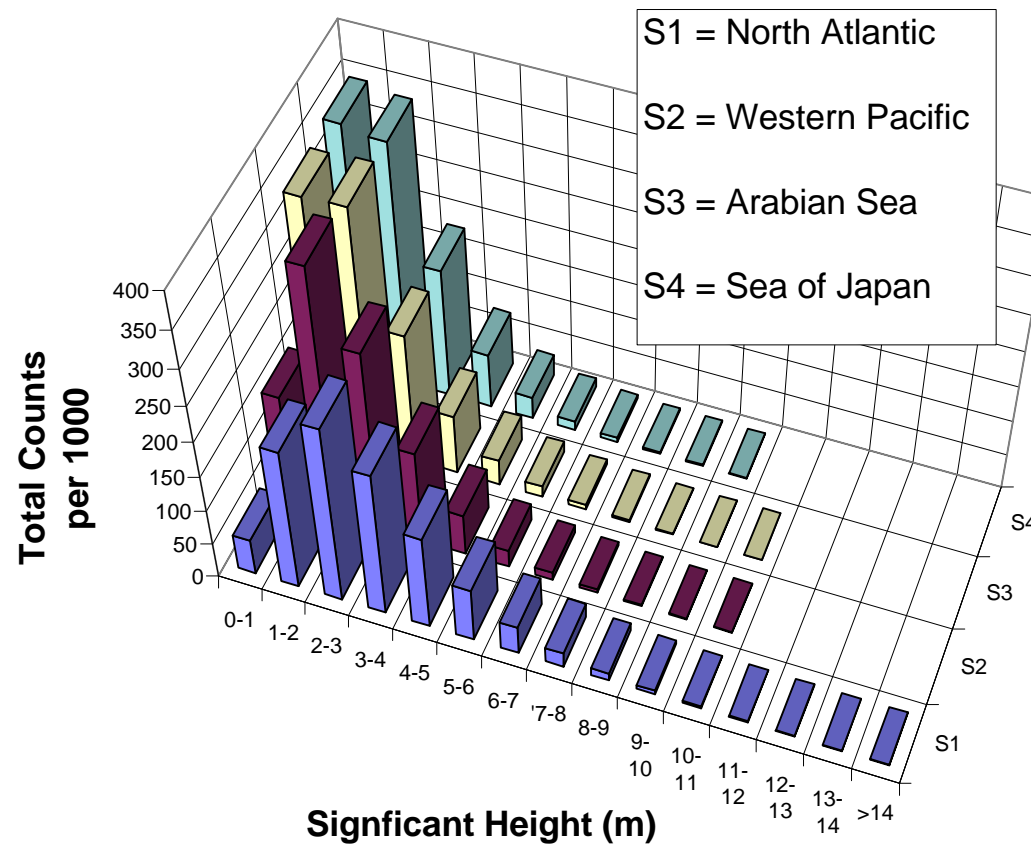 S1 = North Atlantic
S2 = Western Pacific
S3 = Arabian Sea
S4 = Sea of Japan
Total Counts
per 1000
400
350
300
250
200
150
100
50
0
0-1
1-2
2-3
3-4
4-5
5-6
6-7
'7-8
8-9
9-
10
10-
11
11-
12
12-
13
13-
14
>14
S1
S2
S3
S4
Signficant Height (m)